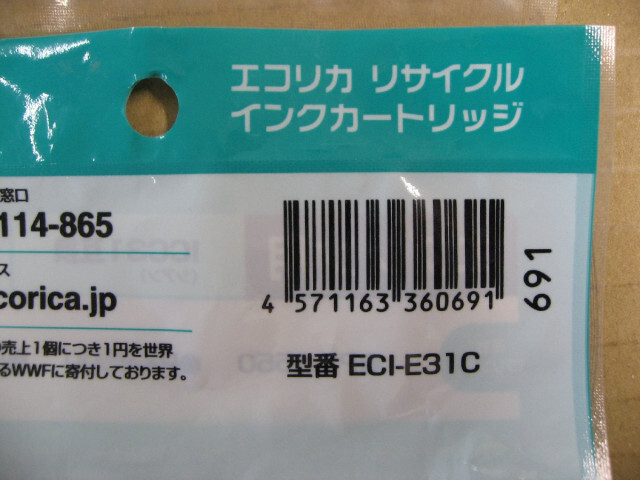 エコリカ リサイクル
インクカートリッジ
窓口
114-865
ス
corica.jp
の売上1個につき1円を世界
るWWFに寄付しております。
4 571163 360691
691
型番 ECI-E31C